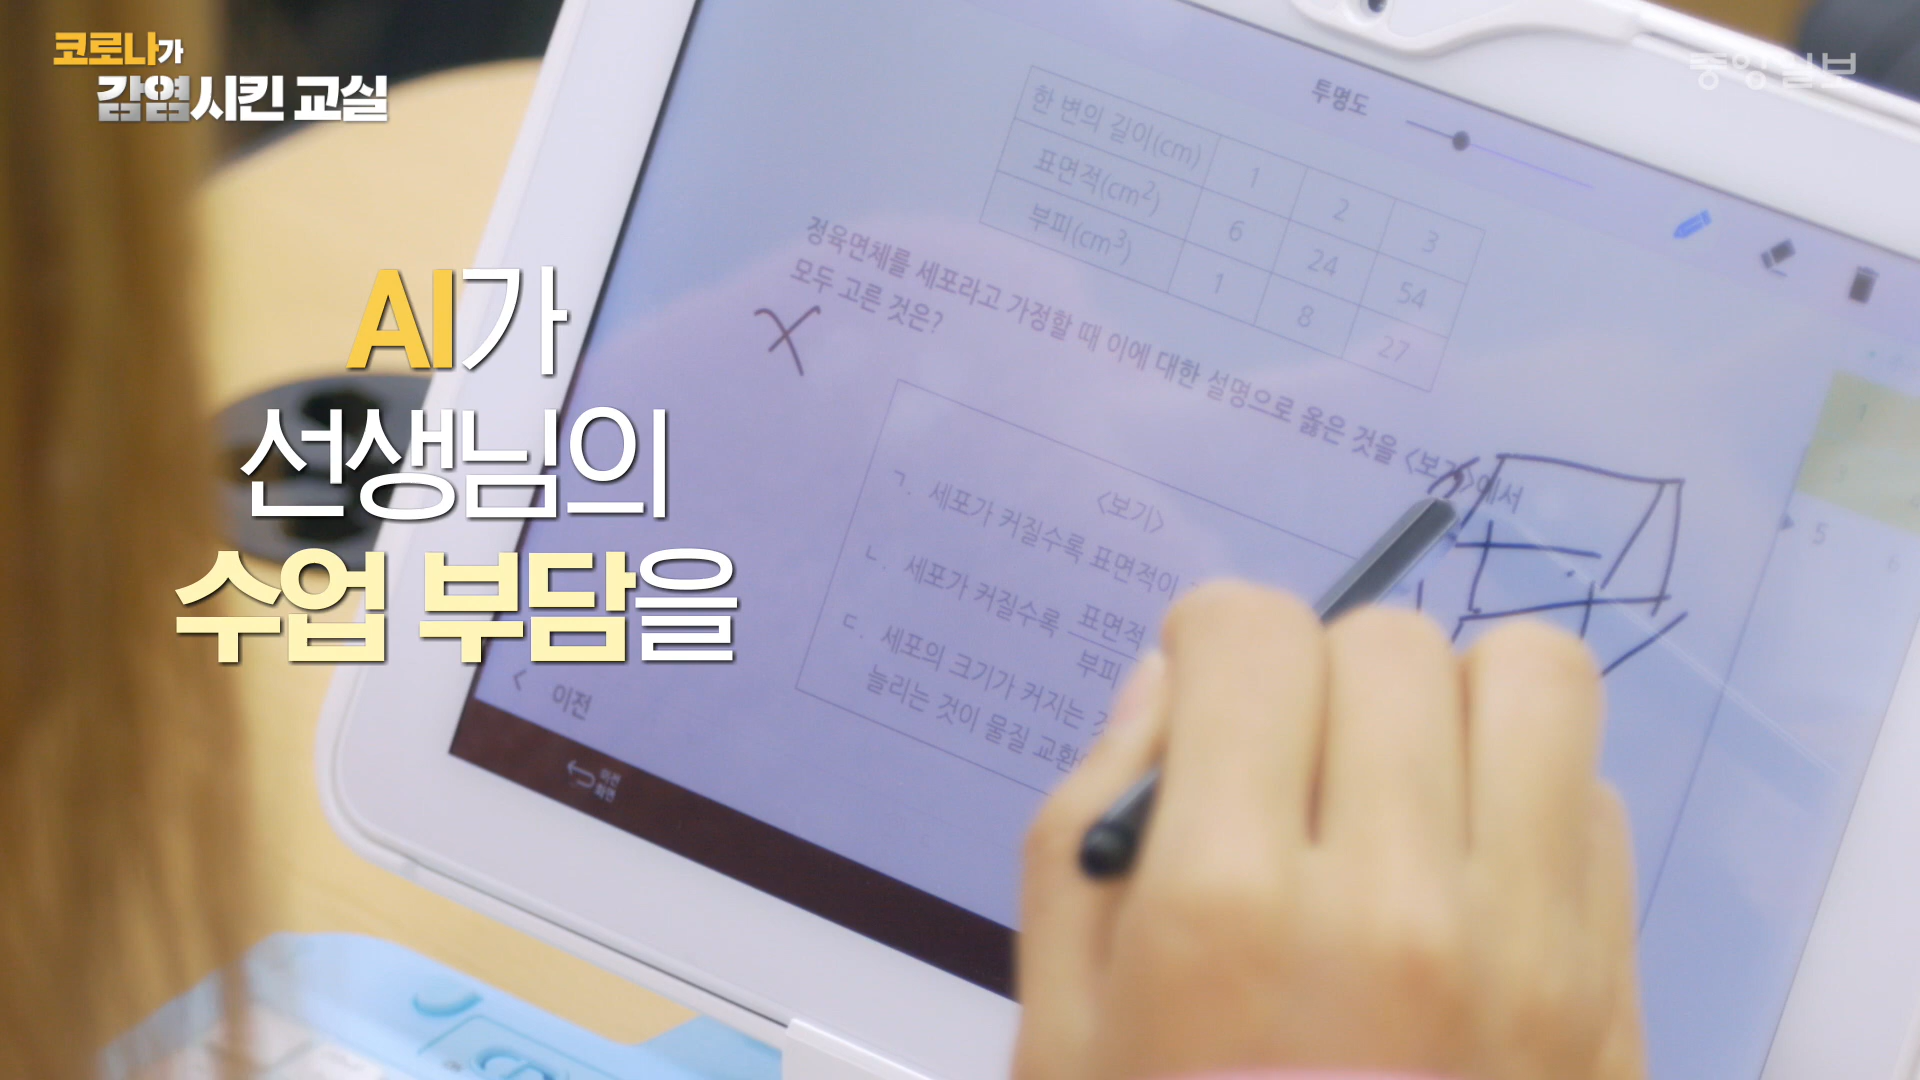 코로나가
감염시킨 교실
중앙일보
AI가
선생님의
수업 부담을
투명도
한 변의 길이(cm) 1 2 3
표면적(cm²) 6 24 54
부피(cm³) 1 8 27
정육면체를 세포라고 가정할 때 이에 대한 설명으로 옳은 것을 <보기>에서
모두 고른 것은?
<보기>
ㄱ. 세포가 커질수록 표면적이
ㄴ. 세포가 커질수록 표면적
부피
ㄷ. 세포의 크기가 커지는
늘리는 것이 물질 교환
< 이전
이전
화면
5